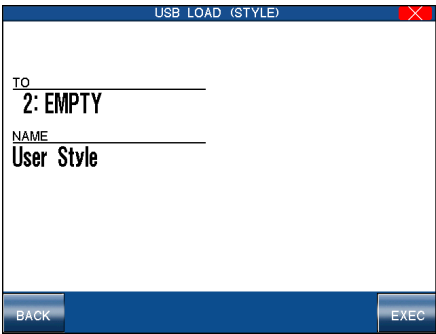 USB LOAD (STYLE)
TO
2: EMPTY
NAME
User Style
BACK
EXEC